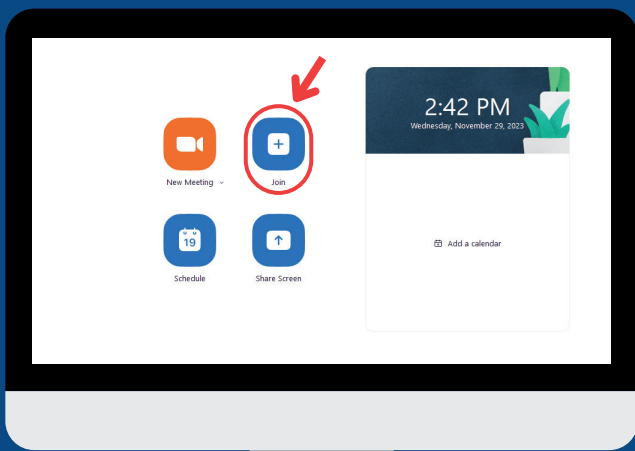 New Meeting
Join
19
Schedule
Share Screen
2:42 PM
Wednesday, November 29, 2023
Add a calendar